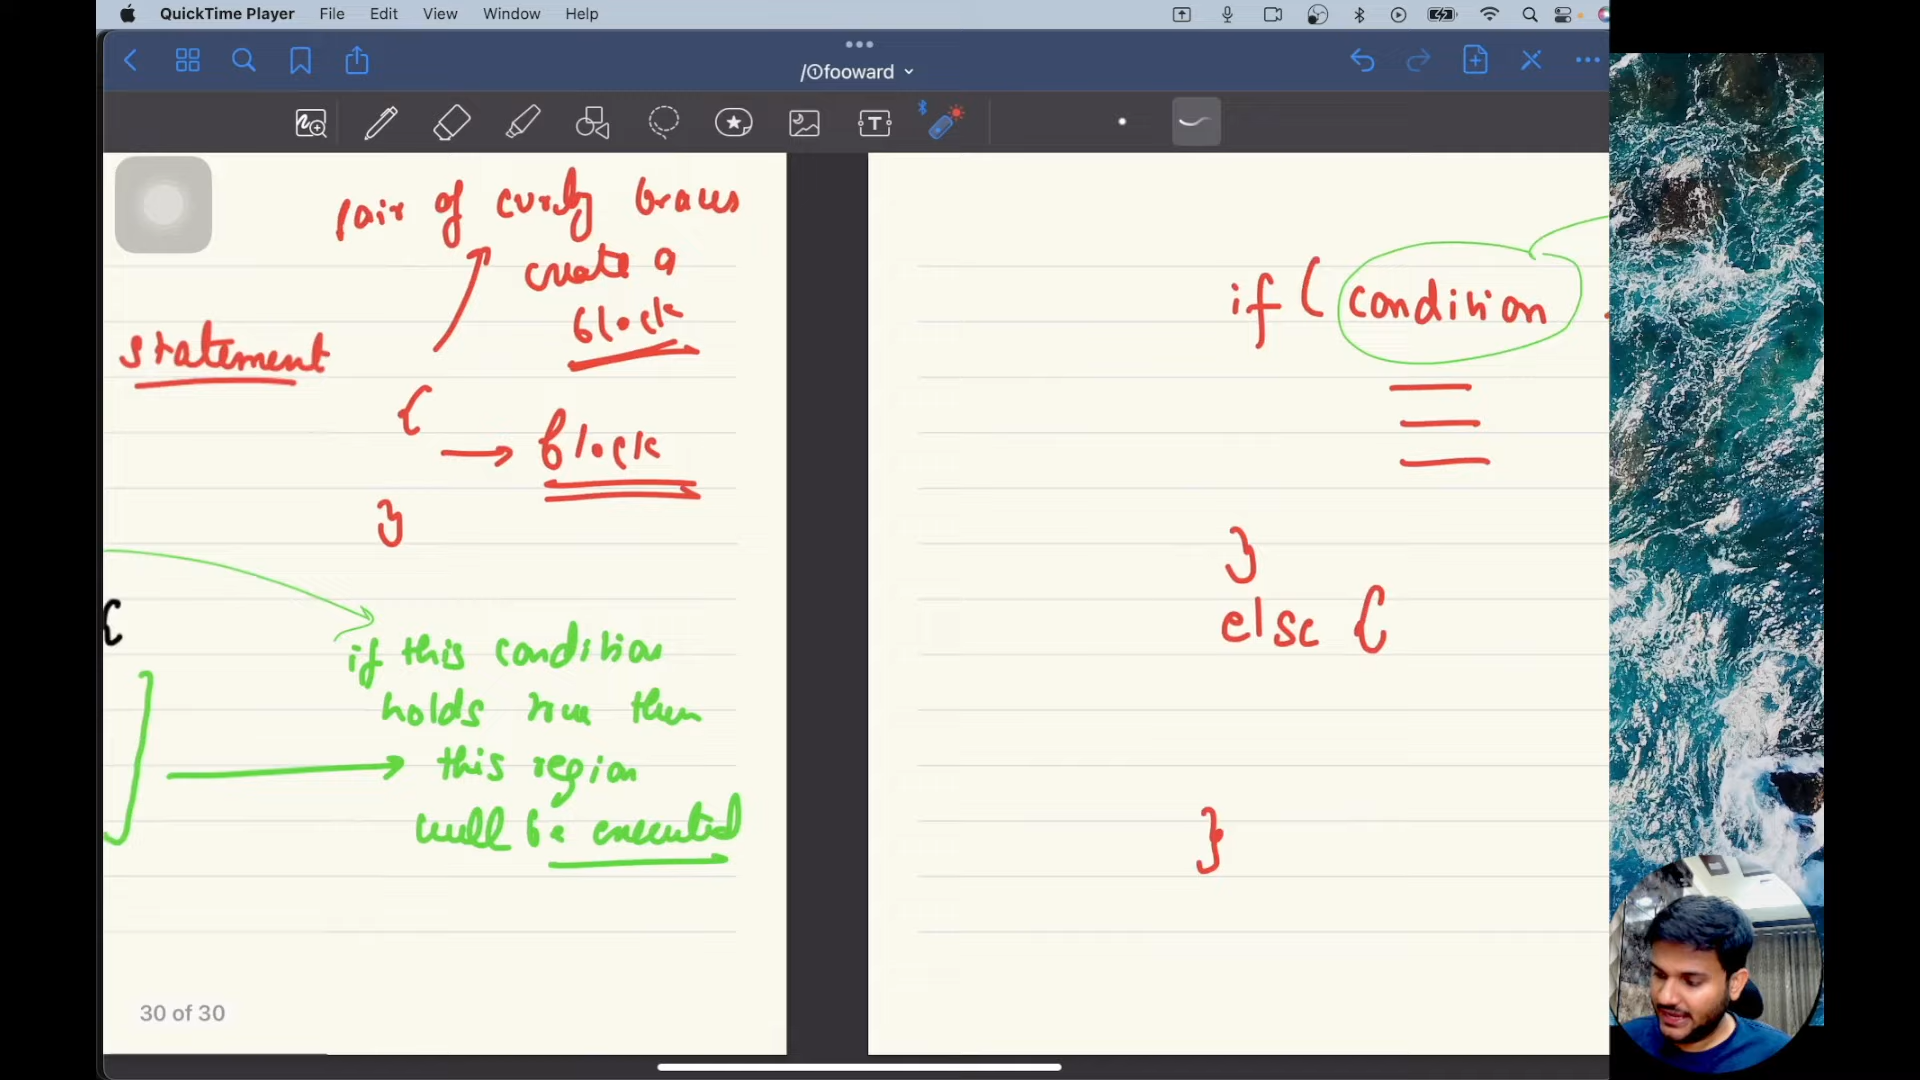 QuickTime Player File Edit View Window Help
/①fooward
pair of curly braces
create a
block
statement
{
block
}
{
if this condition
holds true then
this region
will be executed
30 of 30
if ( condition
}
else {
}